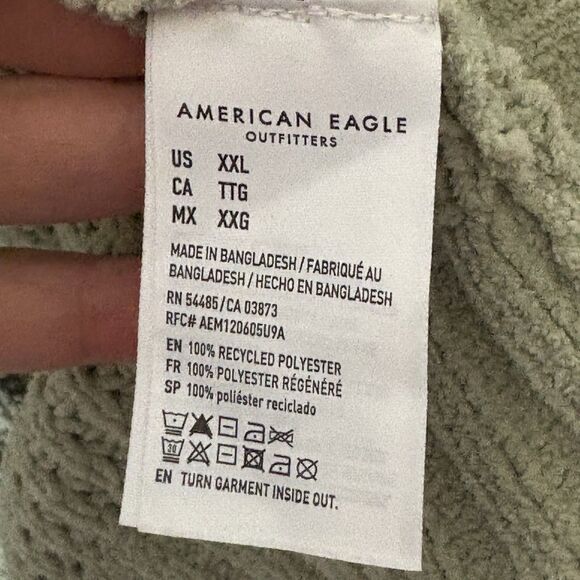 AMERICAN EAGLE
OUTFITTERS
US XXL
CA TTG
MX XXG
MADE IN BANGLADESH / FABRIQUÉ AU
BANGLADESH / HECHO EN BANGLADESH
RN 54485 / CA 03873
RFC# AEM120605U9A
EN 100% RECYCLED POLYESTER
FR 100% POLYESTER RÉGÉNÉRÉ
SP 100% poliéster reciclado
30
EN TURN GARMENT INSIDE OUT.